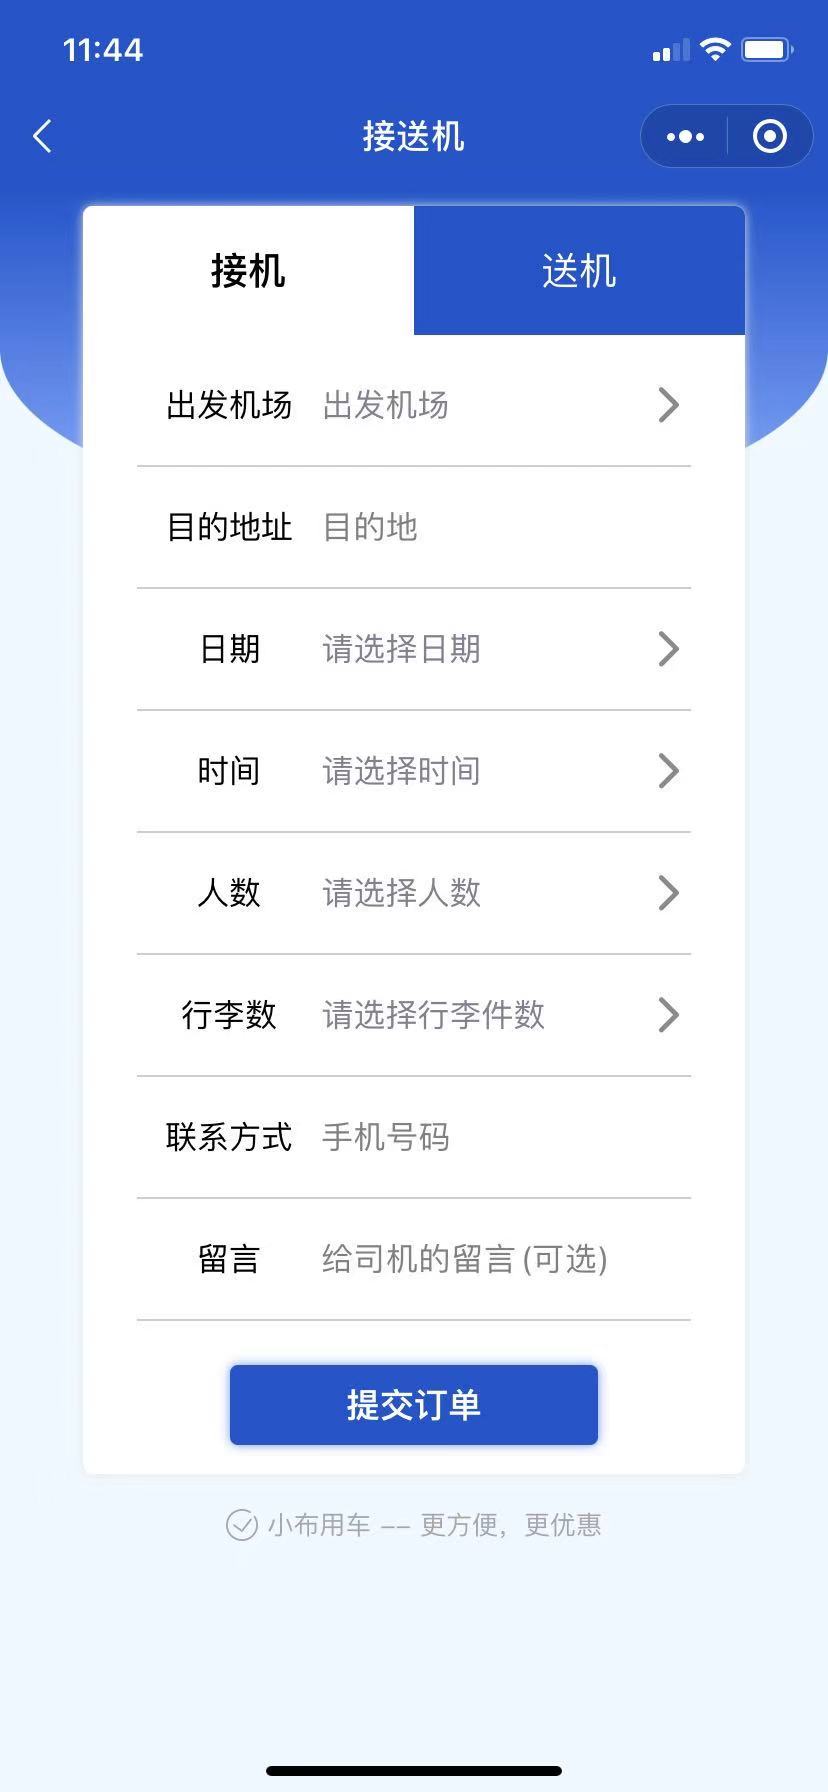 11:44
接送机
接机 送机
出发机场 出发机场
目的地址 目的地
日期 请选择日期
时间 请选择时间
人数 请选择人数
行李数 请选择行李件数
联系方式 手机号码
留言 给司机的留言(可选)
提交订单
小布用车 -- 更方便，更优惠